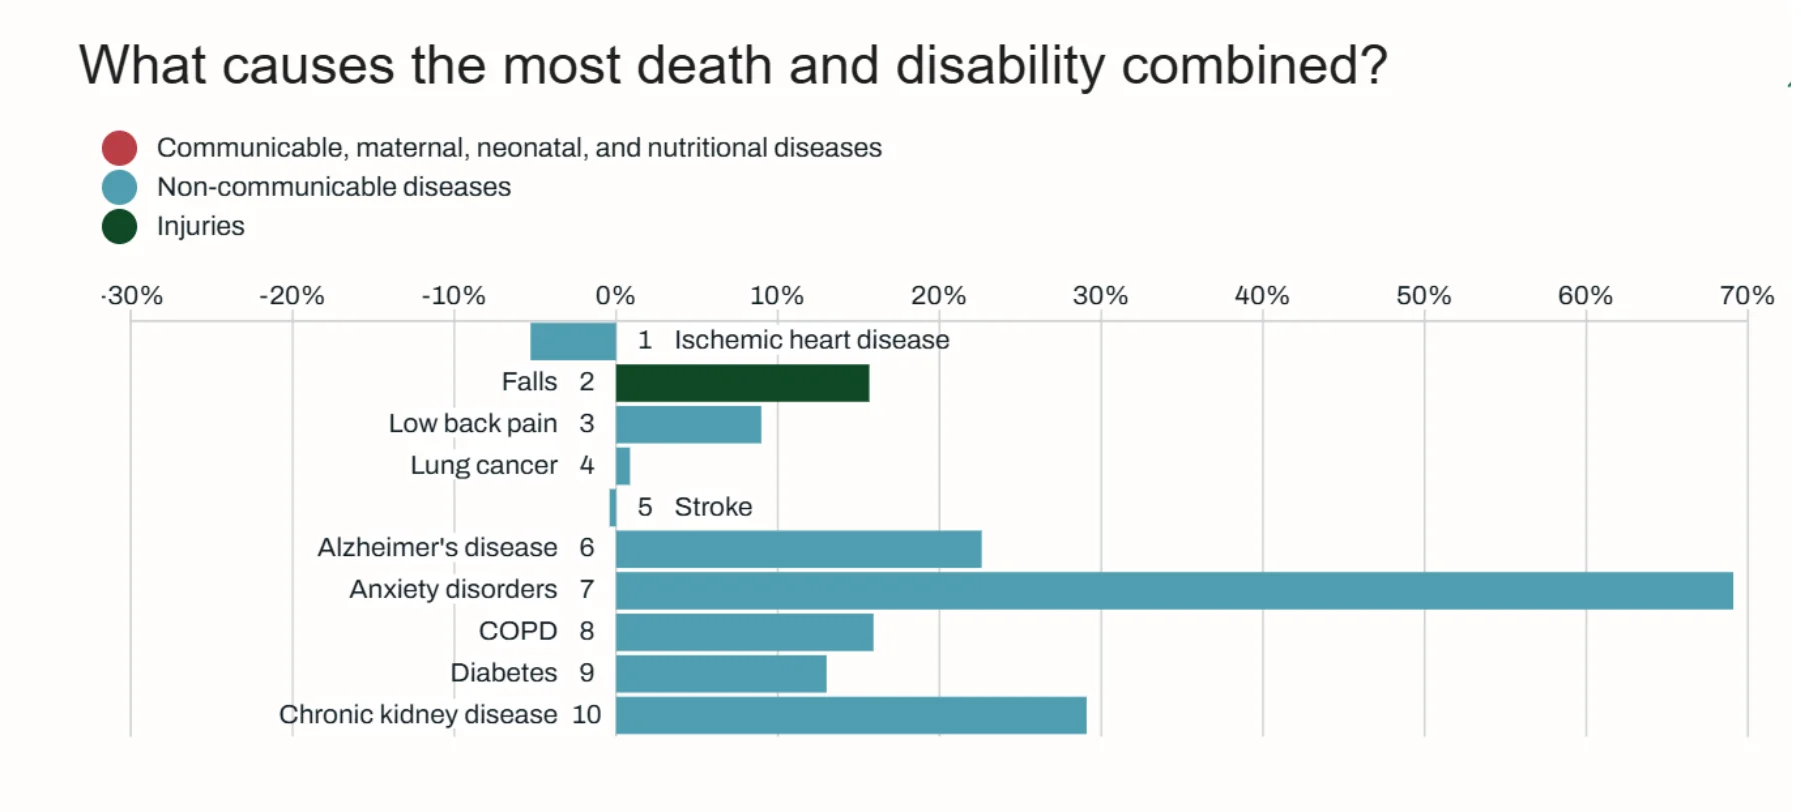 What causes the most death and disability combined?
Communicable, maternal, neonatal, and nutritional diseases
Non-communicable diseases
Injuries
-30% -20% -10% 0% 10% 20% 30% 40% 50% 60% 70%
1 Ischemic heart disease
Falls 2
Low back pain 3
Lung cancer 4
5 Stroke
Alzheimer's disease 6
Anxiety disorders 7
COPD 8
Diabetes 9
Chronic kidney disease 10